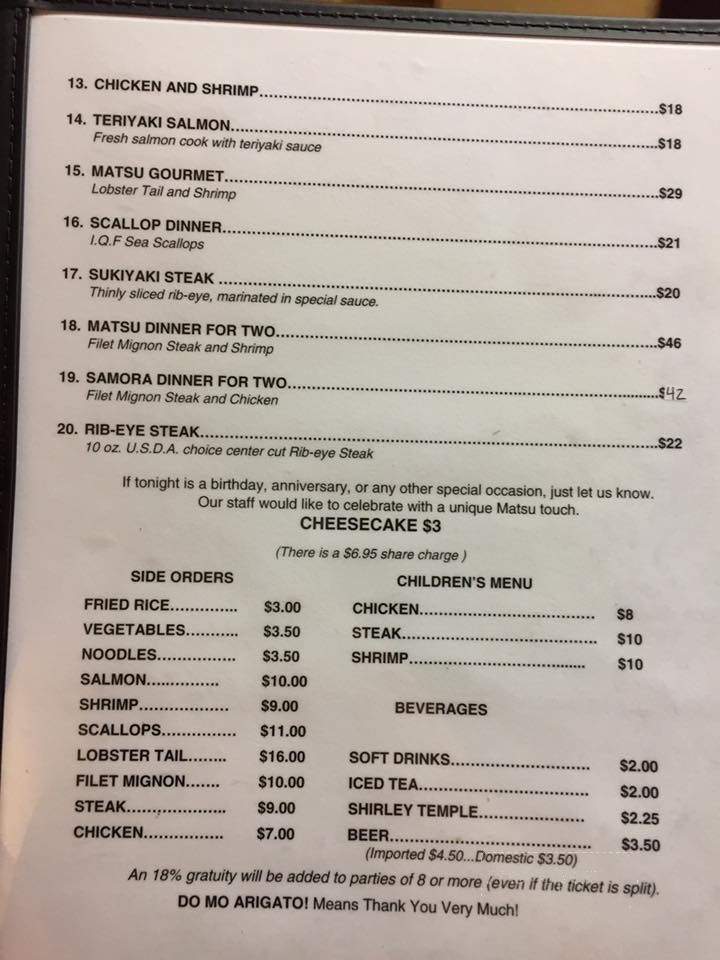 13. CHICKEN AND SHRIMP..........$18
14. TERIYAKI SALMON..........$18
Fresh salmon cook with teriyaki sauce
15. MATSU GOURMET..........$29
Lobster Tail and Shrimp
16. SCALLOP DINNER..........$21
I.Q.F Sea Scallops
17. SUKIYAKI STEAK ..........$20
Thinly sliced rib-eye, marinated in special sauce.
18. MATSU DINNER FOR TWO..........$46
Filet Mignon Steak and Shrimp
19. SAMORA DINNER FOR TWO..........$42
Filet Mignon Steak and Chicken
20. RIB-EYE STEAK..........$22
10 oz. U.S.D.A. choice center cut Rib-eye Steak
If tonight is a birthday, anniversary, or any other special occasion, just let us know.
Our staff would like to celebrate with a unique Matsu touch.
CHEESECAKE $3
(There is a $6.95 share charge )
SIDE ORDERS
FRIED RICE.............. $3.00
VEGETABLES........... $3.50
NOODLES................ $3.50
SALMON............... $10.00
SHRIMP.................. $9.00
SCALLOPS............... $11.00
LOBSTER TAIL........ $16.00
FILET MIGNON....... $10.00
STEAK.................... $9.00
CHICKEN................ $7.00
CHILDREN'S MENU
CHICKEN.................................... $8
STEAK........................................ $10
SHRIMP..................................... $10
BEVERAGES
SOFT DRINKS............................ $2.00
ICED TEA................................... $2.00
SHIRLEY TEMPLE...................... $2.25
BEER.......................................... $3.50
(Imported $4.50...Domestic $3.50)
An 18% gratuity will be added to parties of 8 or more (even if the ticket is split).
DO MO ARIGATO! Means Thank You Very Much!